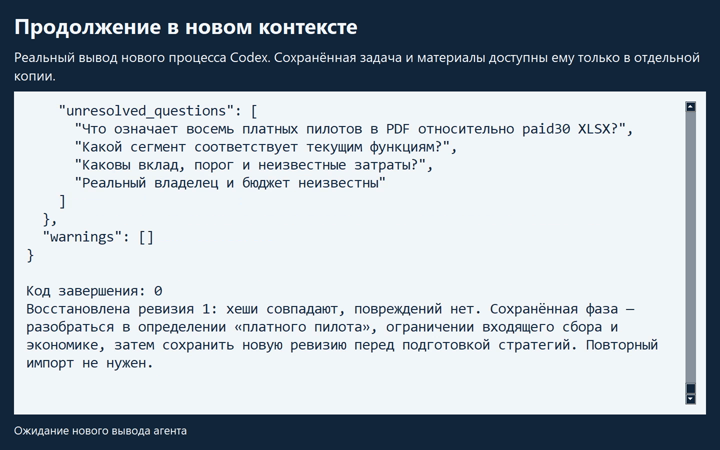 Продолжение в новом контексте
Реальный вывод нового процесса Codex. Сохранённая задача и материалы доступны ему только в отдельной
копии.
"unresolved_questions": [
"Что означает восемь платных пилотов в PDF относительно paid30 XLSX?",
"Какой сегмент соответствует текущим функциям?",
"Каковы вклад, порог и неизвестные затраты?",
"Реальный владелец и бюджет неизвестны"
]
},
"warnings": []
}
Код завершения: 0
Восстановлена ревизия 1: хеши совпадают, повреждений нет. Сохранённая фаза —
разобраться в определении «платного пилота», ограничении входящего сбора и
экономике, затем сохранить новую ревизию перед подготовкой стратегий. Повторный
импорт не нужен.
Ожидание нового вывода агента